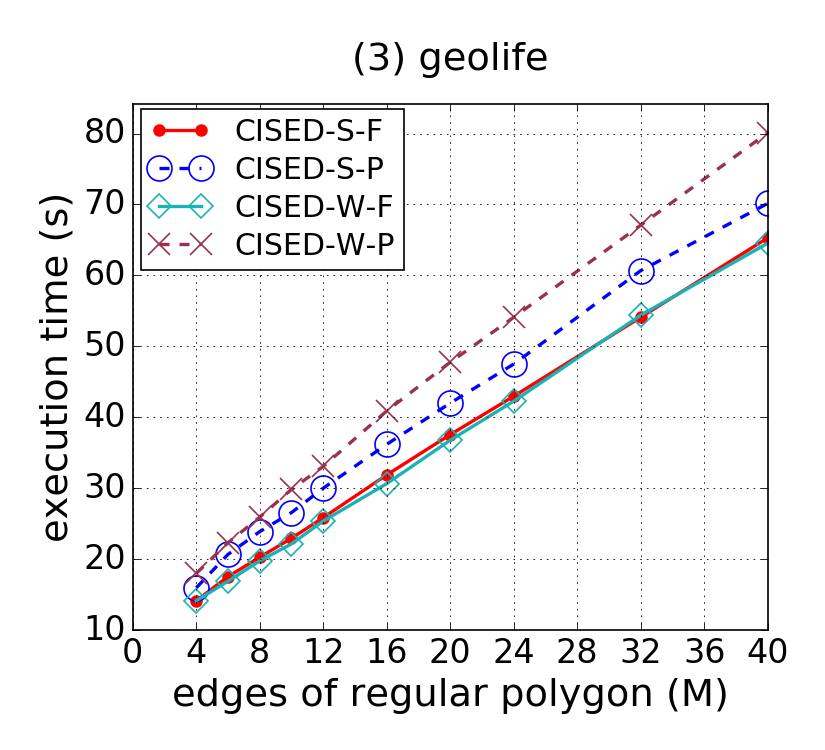 (3) geolife
CISED-S-F
CISED-S-P
CISED-W-F
CISED-W-P
execution time (s)
80
70
60
50
40
30
20
10
0 4 8 12 16 20 24 28 32 36 40
edges of regular polygon (M)